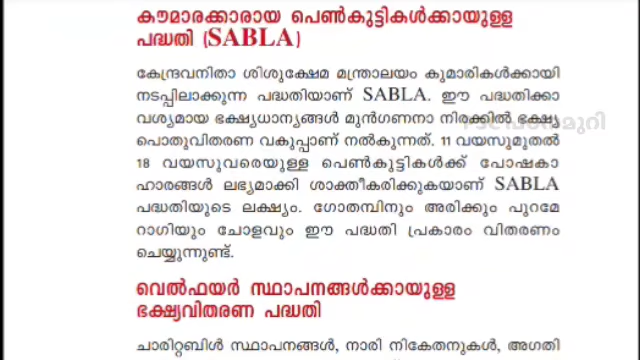 കൗമാരക്കാരായ പെൺകുട്ടികൾക്കായുള്ള
പദ്ധതി (SABLA)
കേന്ദ്രവനിതാ ശിശുക്ഷേമ മന്ത്രാലയം കുമാരികൾക്കായി
നടപ്പിലാക്കുന്ന പദ്ധതിയാണ് SABLA. ഈ പദ്ധതിക്കാ
വശ്യമായ ഭക്ഷ്യധാന്യങ്ങൾ മുൻഗണനാ നിരക്കിൽ ഭക്ഷ്യ
പൊതുവിതരണ വകുപ്പാണ് നൽകുന്നത്. 11 വയസുമുതൽ
18 വയസുവരെയുള്ള പെൺകുട്ടികൾക്ക് പോഷകാ
ഹാരങ്ങൾ ലഭ്യമാക്കി ശാക്തീകരിക്കുകയാണ് SABLA
പദ്ധതിയുടെ ലക്ഷ്യം. ഗോതമ്പിനും അരിക്കും പുറമേ
റാഗിയും ചോളവും ഈ പദ്ധതി പ്രകാരം വിതരണം
ചെയ്യുന്നുണ്ട്.
വെൽഫയർ സ്ഥാപനങ്ങൾക്കായുള്ള
ഭക്ഷ്യവിതരണ പദ്ധതി
ചാരിറ്റബിൾ സ്ഥാപനങ്ങൾ, നാരി നികേതനുകൾ, അഗതി